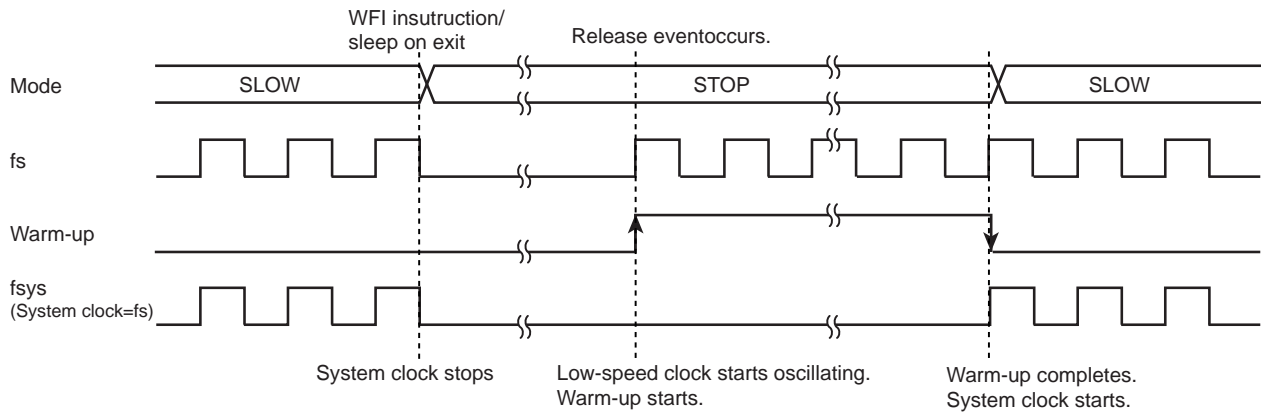 WFI insutruction/
sleep on exit
Release eventoccurs.
Mode
SLOW
STOP
SLOW
fs
Warm-up
fsys
(System clock=fs)
System clock stops
Low-speed clock starts oscillating.
Warm-up starts.
Warm-up completes.
System clock starts.